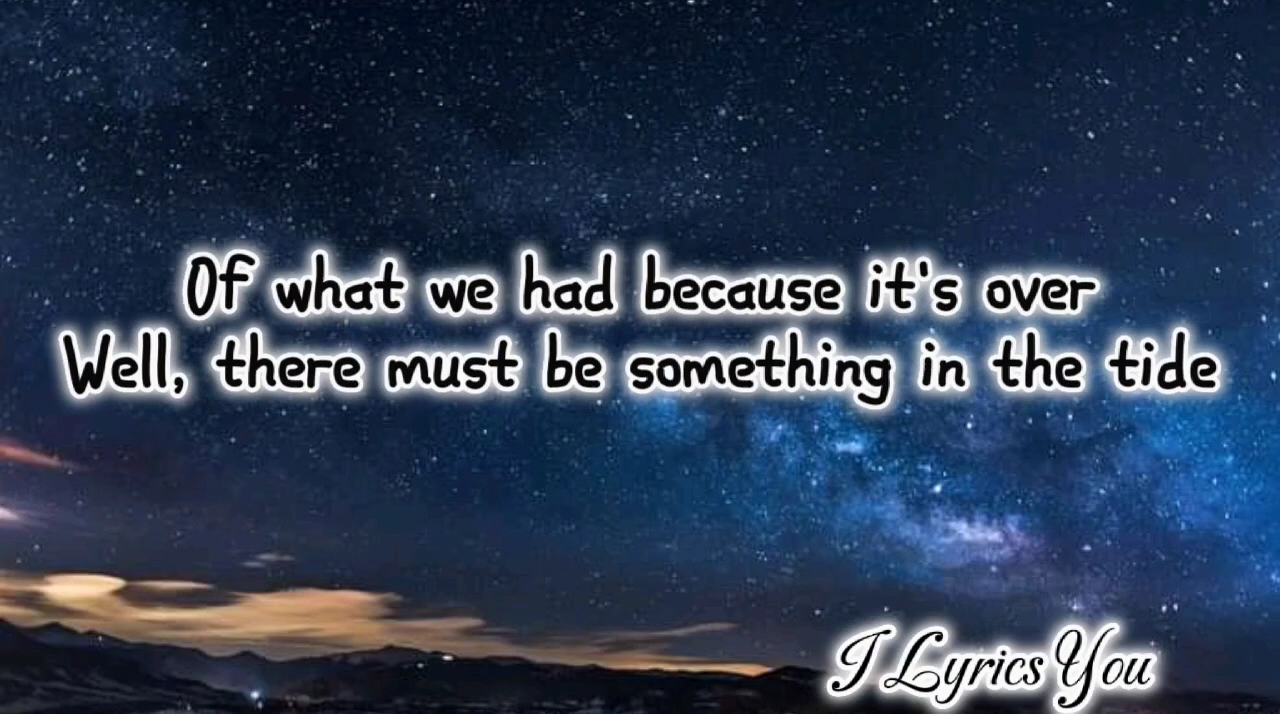 Of what we had because it's over
Well, there must be something in the tide
I Lyrics You